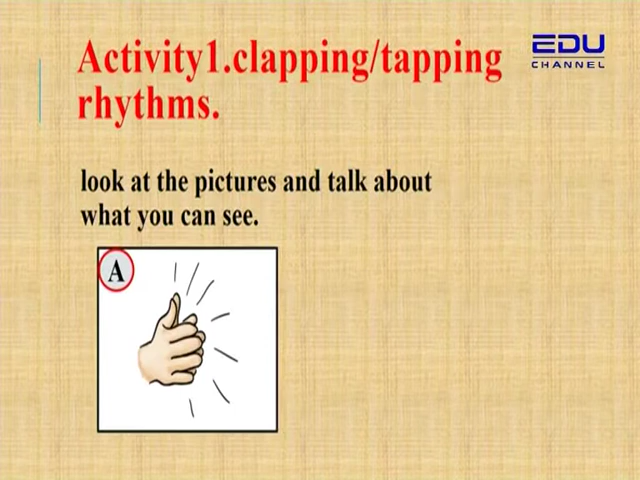 Activity1.clapping/tapping
rhythms.
EDU
CHANNEL
look at the pictures and talk about
what you can see.
A